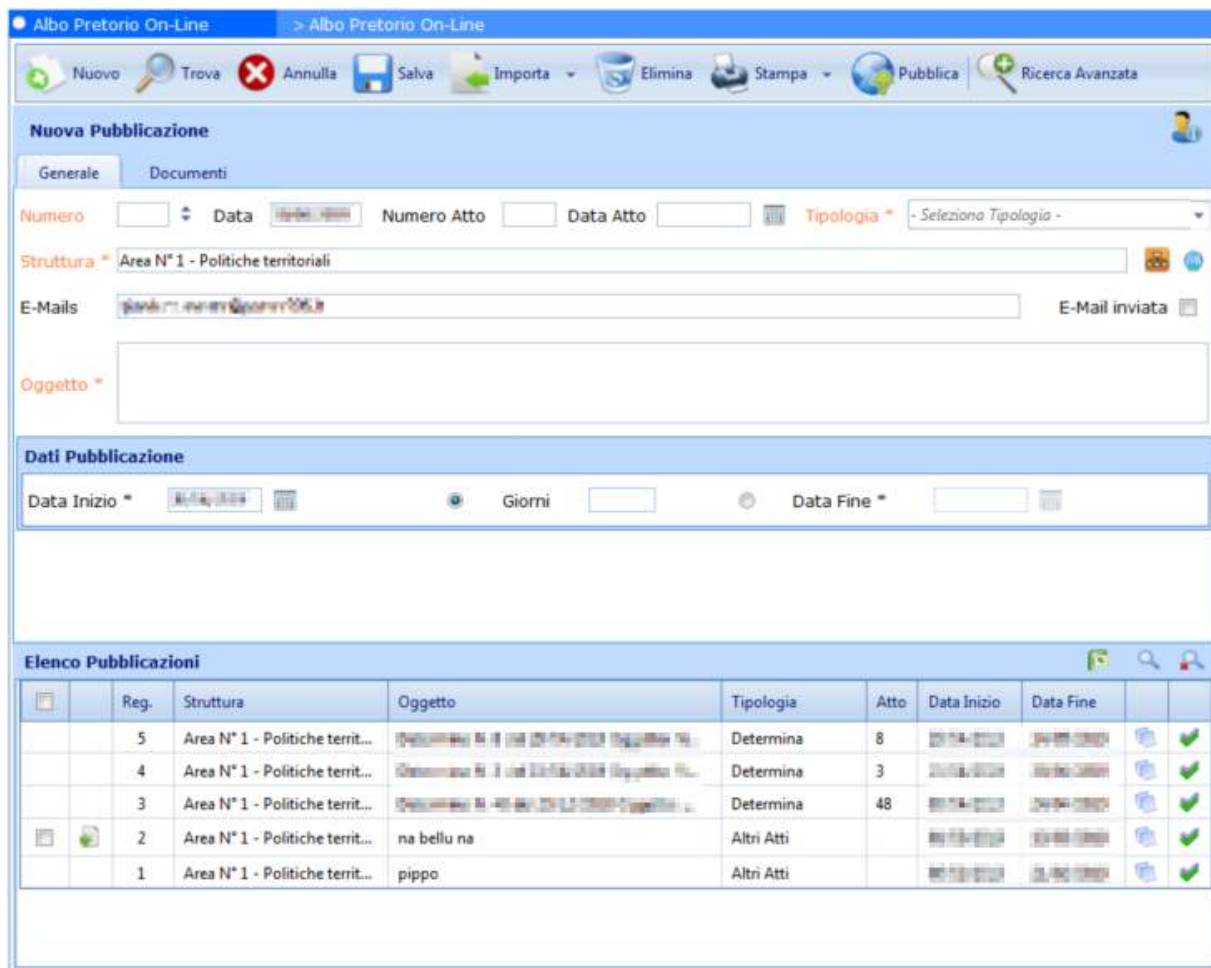 Albo Pretorio On-Line > Albo Pretorio On-Line
Nuovo Trova Annulla Salva Importa Elimina Stampa Pubblica Ricerca Avanzata
Nuova Pubblicazione
Generale Documenti
Numero Data Numero Atto Data Atto Tipologia * - Seleziona Tipologia -
Struttura * Area N° 1 - Politiche territoriali
E-Mails E-Mail inviata
Oggetto *
Dati Pubblicazione
Data Inizio * Giorni Data Fine *
Elenco Pubblicazioni
Reg. Struttura Oggetto Tipologia Atto Data Inizio Data Fine
5 Area N° 1 - Politiche territ... Determina 8
4 Area N° 1 - Politiche territ... Determina 3
3 Area N° 1 - Politiche territ... Determina 48
2 Area N° 1 - Politiche territ... na bellu na Altri Atti
1 Area N° 1 - Politiche territ... pippo Altri Atti